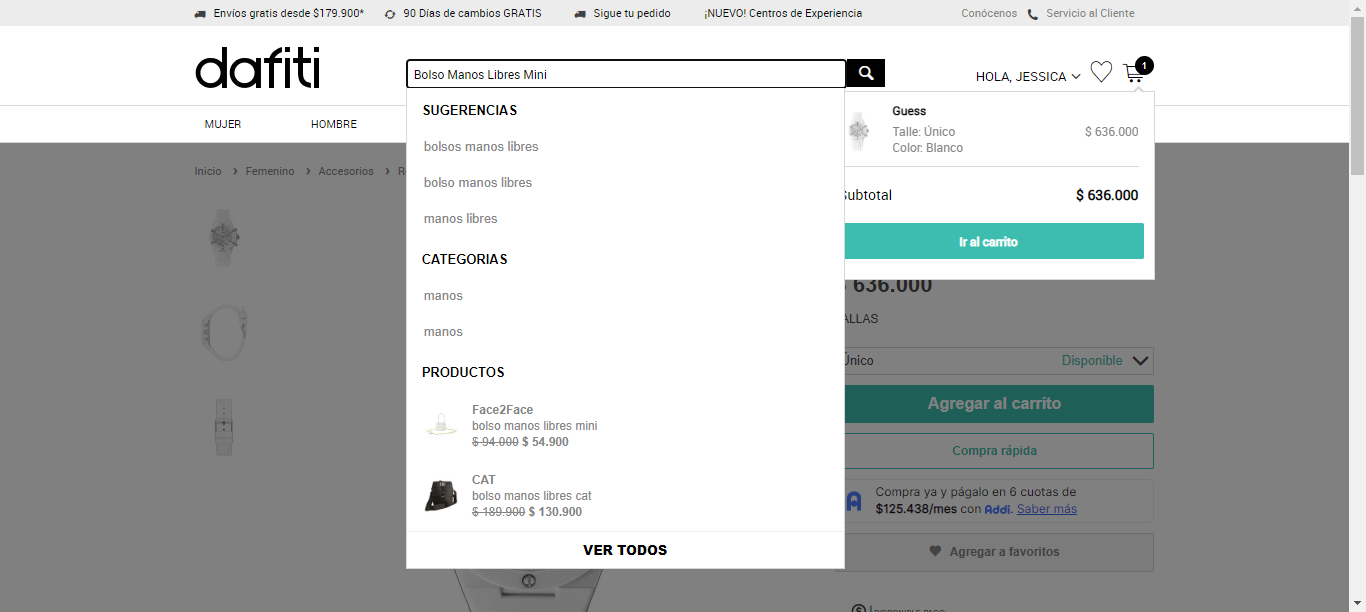 Envíos gratis desde $179.900* 90 Días de cambios GRATIS Sigue tu pedido ¡NUEVO! Centros de Experiencia Conócenos Servicio al Cliente
dafiti
Bolso Manos Libres Mini
HOLA, JESSICA
1
MUJER HOMBRE
Inicio > Femenino > Accesorios >
SUGERENCIAS
bolsos manos libres
bolso manos libres
manos libres
CATEGORIAS
manos
manos
PRODUCTOS
Face2Face
bolso manos libres mini
$ 94.000 $ 54.900
CAT
bolso manos libres cat
$ 189.900 $ 130.900
VER TODOS
Guess
Talle: Único $ 636.000
Color: Blanco
Subtotal $ 636.000
Ir al carrito
$ 636.000
ALLAS
Único Disponible
Agregar al carrito
Compra rápida
Compra ya y págalo en 6 cuotas de
$125.438/mes con Addi. Saber más
Agregar a favoritos